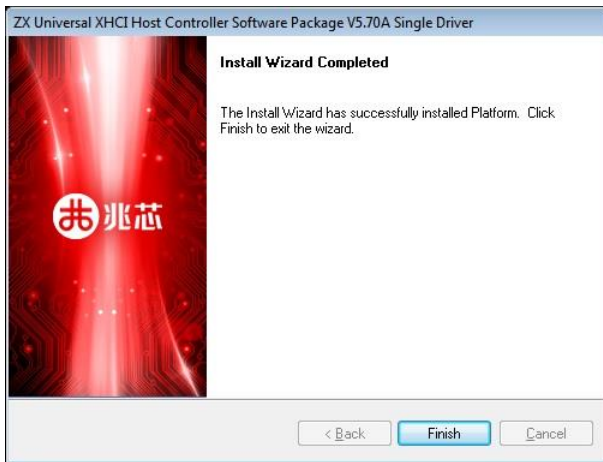 ZX Universal XHCI Host Controller Software Package V5.70A Single Driver
Install Wizard Completed
The Install Wizard has successfully installed Platform. Click
Finish to exit the wizard.
兆芯
< Back
Finish
Cancel